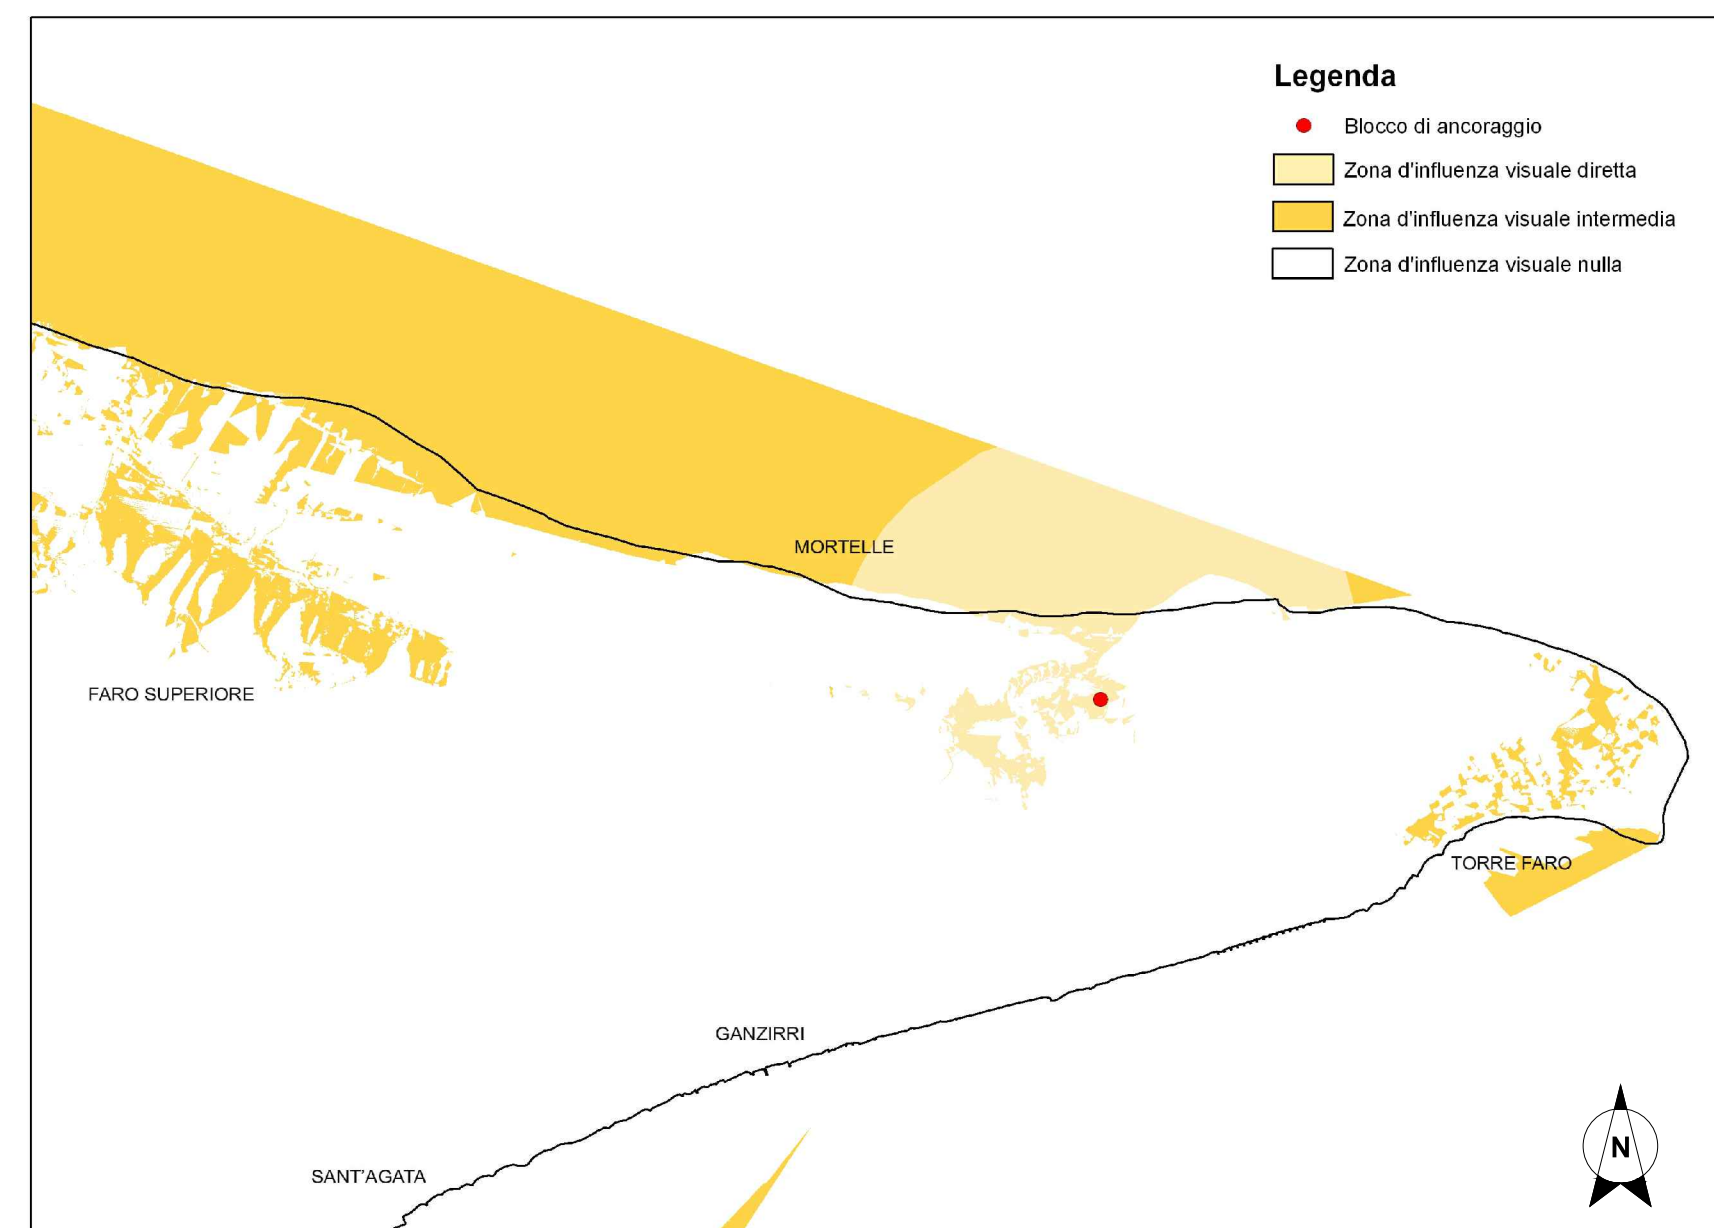 Legenda
Blocco di ancoraggio
Zona d'influenza visuale diretta
Zona d'influenza visuale intermedia
Zona d'influenza visuale nulla
MORTELLE
FARO SUPERIORE
TORRE FARO
GANZIRRI
SANT'AGATA
N